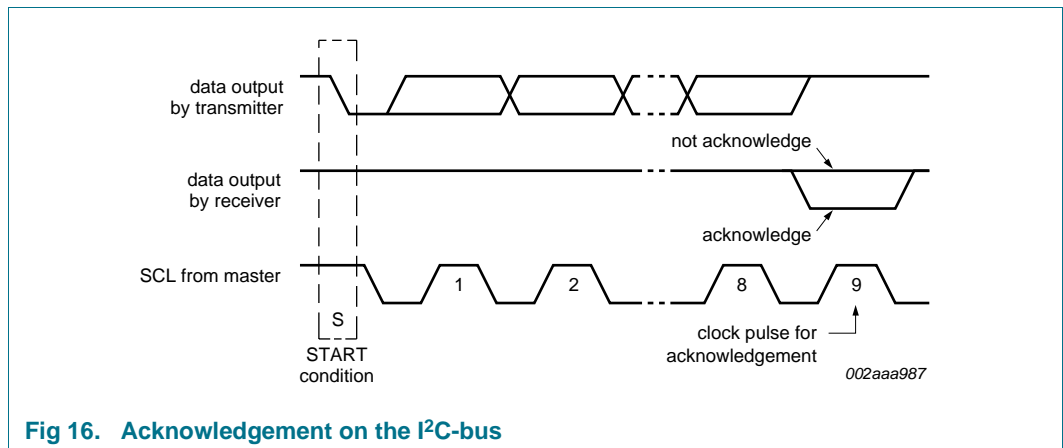 data output
by transmitter
not acknowledge
data output
by receiver
acknowledge
SCL from master
1
2
8
9
S
START
condition
clock pulse for
acknowledgement
002aaa987
Fig 16. Acknowledgement on the I²C-bus